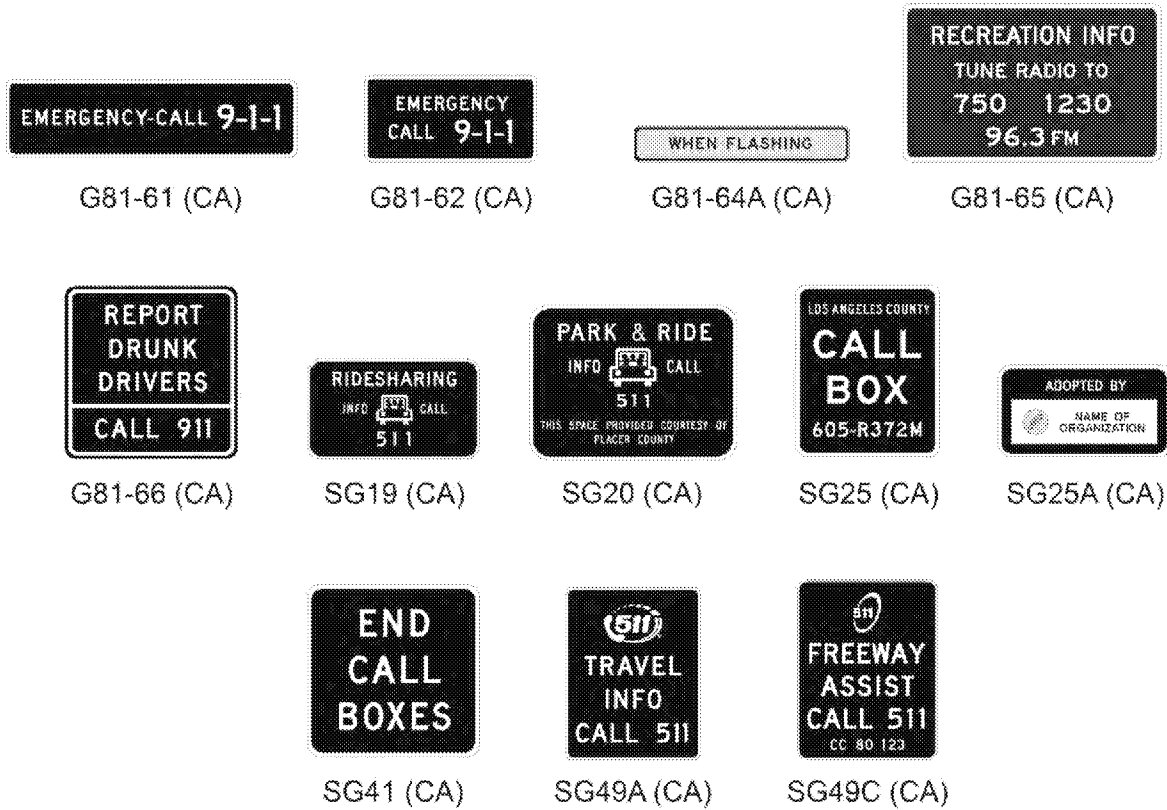 EMERGENCY-CALL 9-1-1
G81-61 (CA)
EMERGENCY
CALL 9-1-1
G81-62 (CA)
WHEN FLASHING
G81-64A (CA)
RECREATION INFO
TUNE RADIO TO
750 1230
96.3 FM
G81-65 (CA)
REPORT
DRUNK
DRIVERS
CALL 911
G81-66 (CA)
RIDESHARING
INFO CALL
511
SG19 (CA)
PARK & RIDE
INFO CALL
511
THIS SPACE PROVIDED COURTESY OF
PLACER COUNTY
SG20 (CA)
LOS ANGELES COUNTY
CALL
BOX
605-R372M
SG25 (CA)
ADOPTED BY
NAME OF
ORGANIZATION
SG25A (CA)
END
CALL
BOXES
SG41 (CA)
511
TRAVEL
INFO
CALL 511
SG49A (CA)
511
FREEWAY
ASSIST
CALL 511
CC 80 123
SG49C (CA)